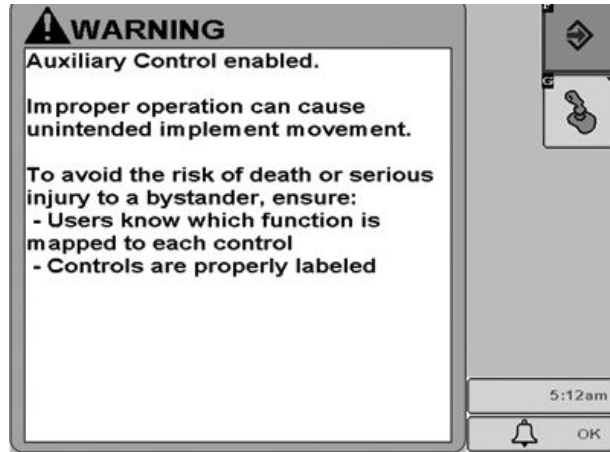 WARNING
Auxiliary Control enabled.
Improper operation can cause
unintended implement movement.
To avoid the risk of death or serious
injury to a bystander, ensure:
- Users know which function is
mapped to each control
- Controls are properly labeled
G
5:12am
OK